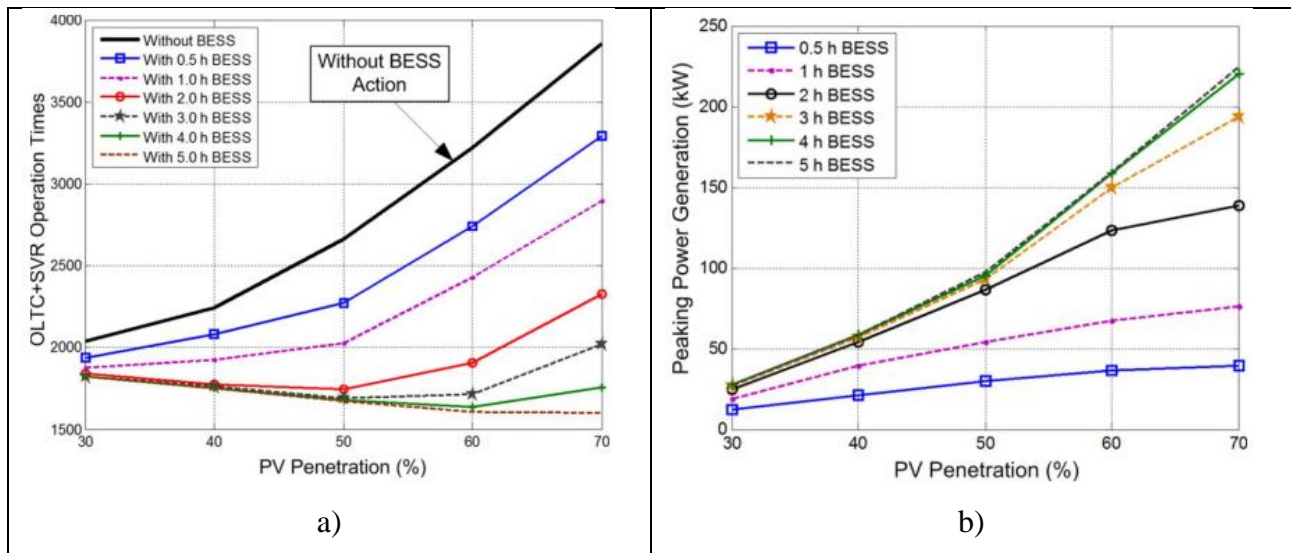 4000
3500
3000
2500
2000
1500
OLTC+SVR Operation Times
Without BESS
With 0.5 h BESS
With 1.0 h BESS
With 2.0 h BESS
With 3.0 h BESS
With 4.0 h BESS
With 5.0 h BESS
Without BESS
Action
30 40 50 60 70
PV Penetration (%)
a)
250
200
150
100
50
0
Peaking Power Generation (kW)
0.5 h BESS
1 h BESS
2 h BESS
3 h BESS
4 h BESS
5 h BESS
30 40 50 60 70
PV Penetration (%)
b)